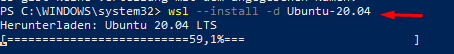 PS C:\WINDOWS\system32> wsl --install -d Ubuntu-20.04
Herunterladen: Ubuntu 20.04 LTS
[==========================59,1%===                        ]